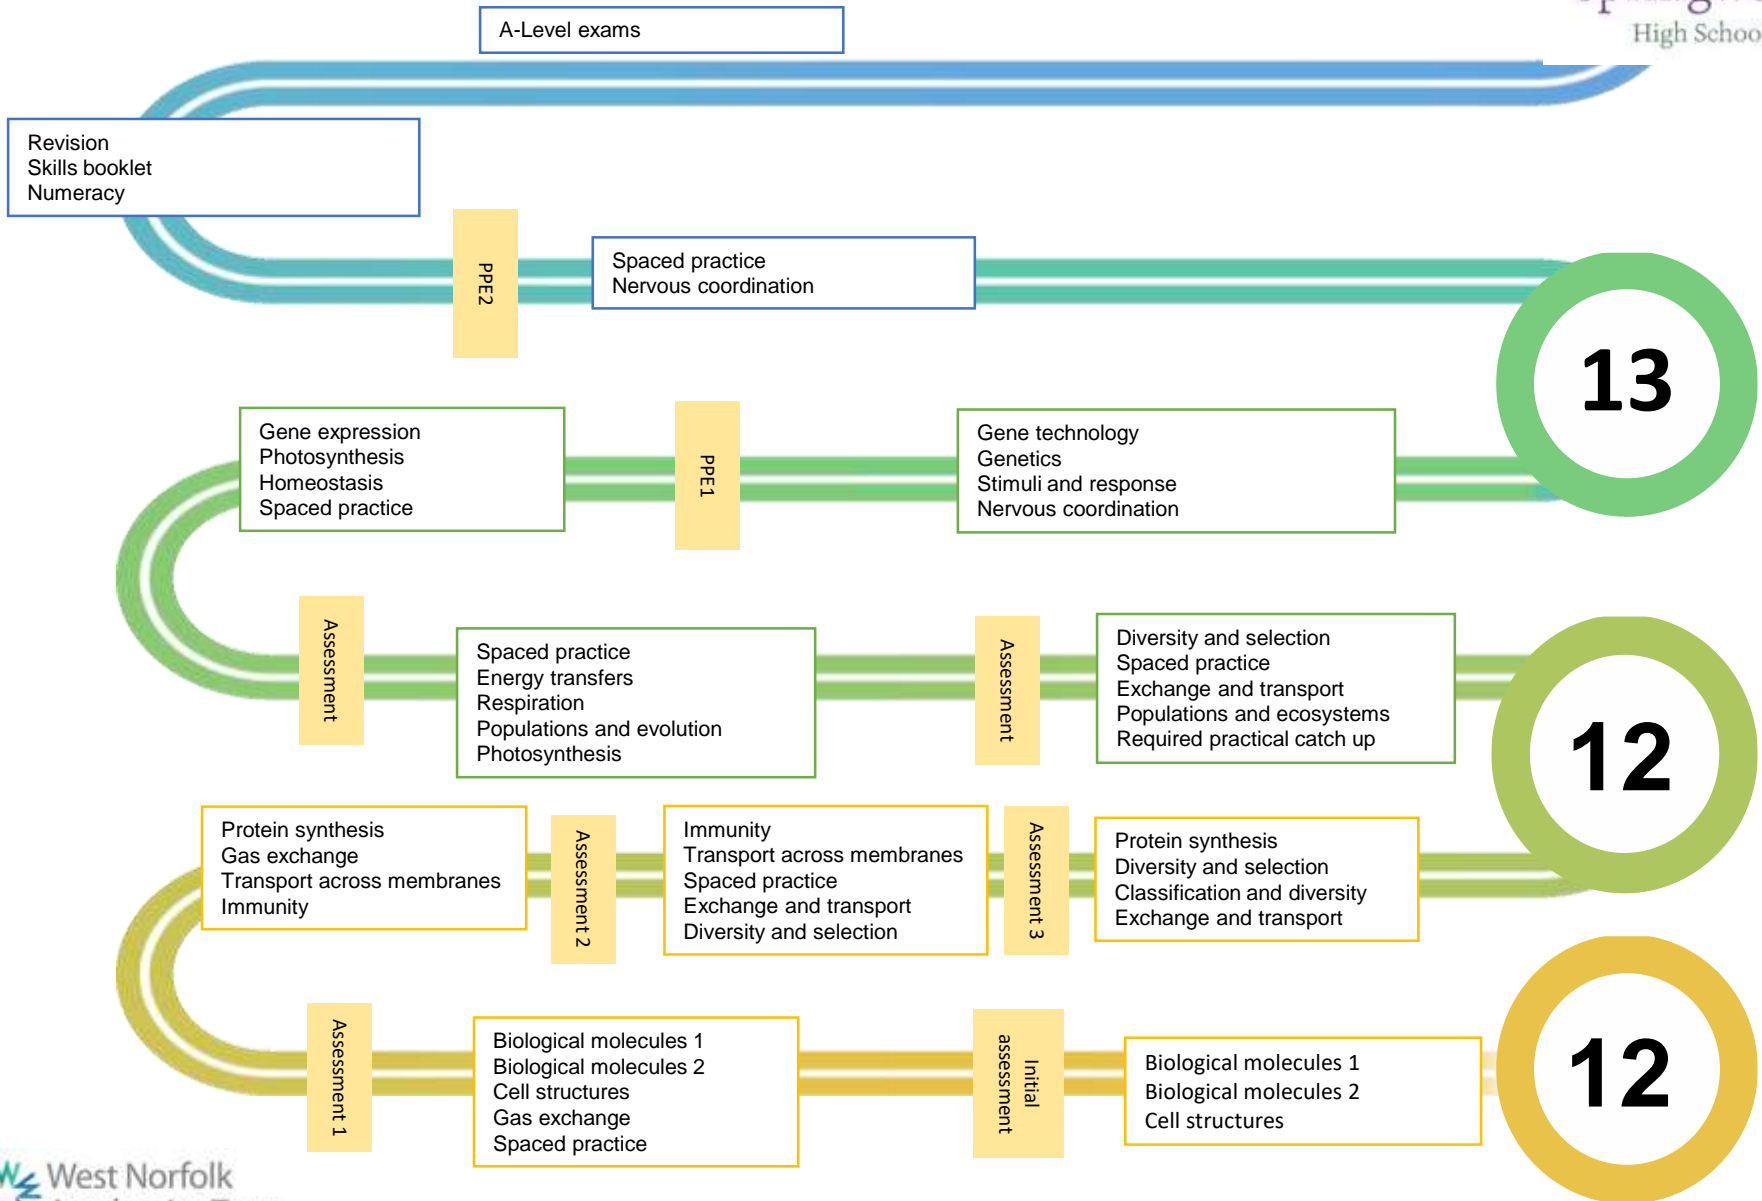 High School
A-Level exams
Revision
Skills booklet
Numeracy
PPE2
Spaced practice
Nervous coordination
13
Gene expression
Photosynthesis
Homeostasis
Spaced practice
PPE1
Gene technology
Genetics
Stimuli and response
Nervous coordination
Assessment
Spaced practice
Energy transfers
Respiration
Populations and evolution
Photosynthesis
Assessment
Diversity and selection
Spaced practice
Exchange and transport
Populations and ecosystems
Required practical catch up
12
Protein synthesis
Gas exchange
Transport across membranes
Immunity
Assessment 2
Immunity
Transport across membranes
Spaced practice
Exchange and transport
Diversity and selection
Assessment 3
Protein synthesis
Diversity and selection
Classification and diversity
Exchange and transport
Assessment 1
Biological molecules 1
Biological molecules 2
Cell structures
Gas exchange
Spaced practice
Initial
assessment
Biological molecules 1
Biological molecules 2
Cell structures
12
West Norfolk